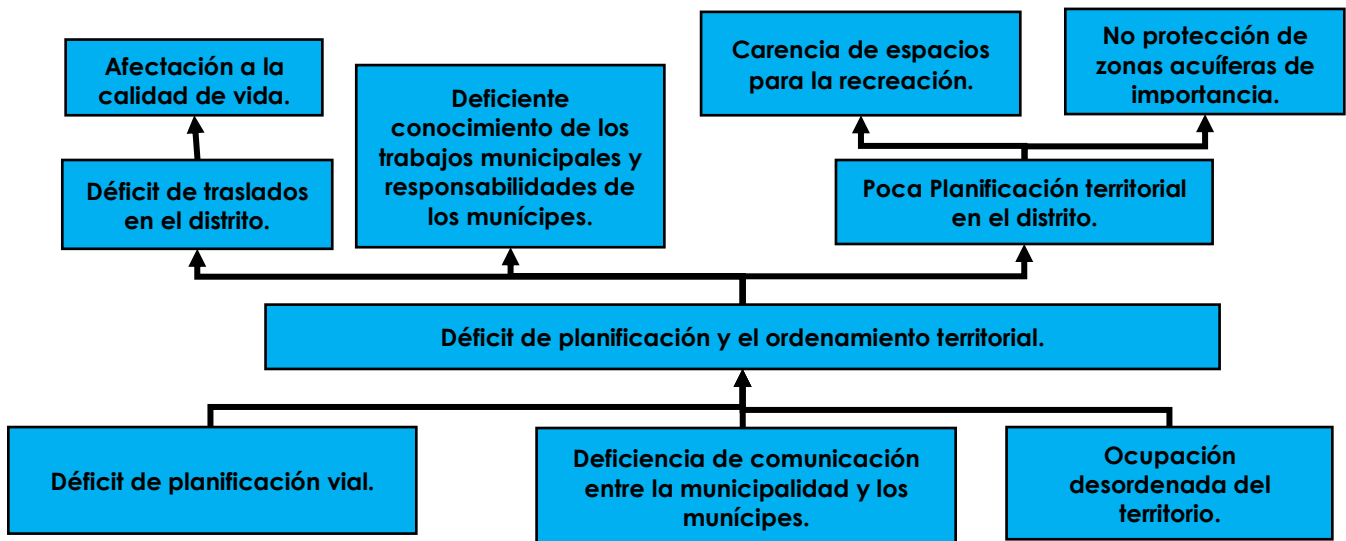 Afectación a la
calidad de vida.
Deficiente
conocimiento de los
trabajos municipales y
responsabilidades de
los munícipes.
Carencia de espacios
para la recreación.
No protección de
zonas acuíferas de
importancia.
Déficit de traslados
en el distrito.
Poca Planificación territorial
en el distrito.
Déficit de planificación y el ordenamiento territorial.
Déficit de planificación vial.
Deficiencia de comunicación
entre la municipalidad y los
munícipes.
Ocupación
desordenada del
territorio.